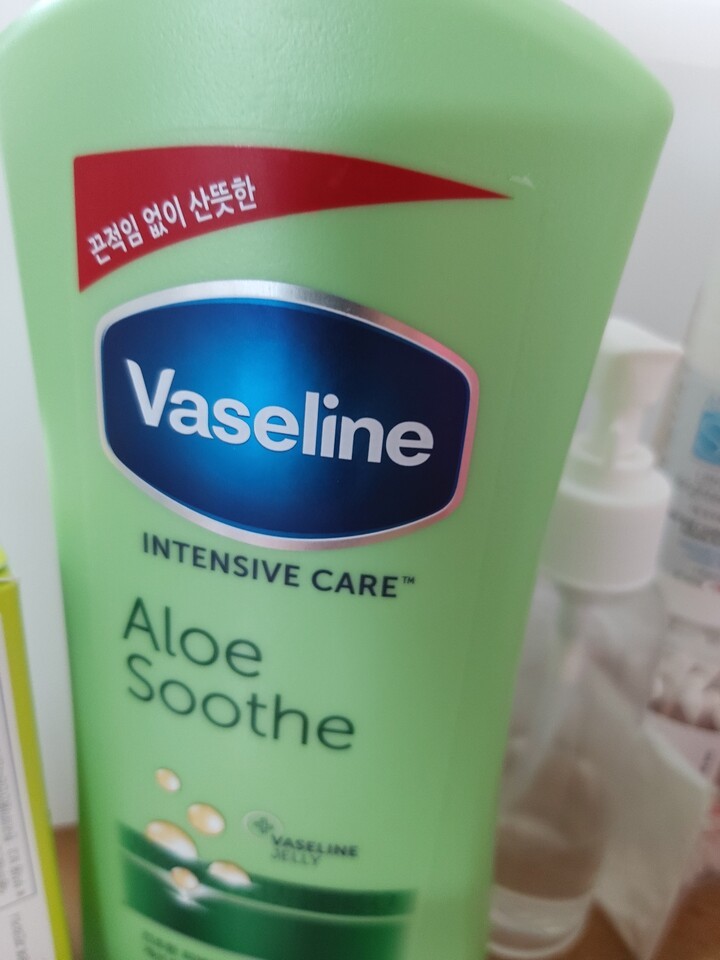 끈적임 없이 산뜻한
Vaseline
INTENSIVE CARE™
Aloe
Soothe
VASELINE
JELLY